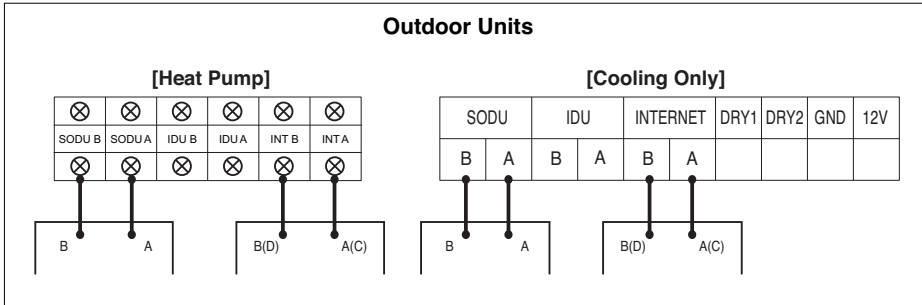 Outdoor Units
[Heat Pump]
SODU B SODU A IDU B IDU A INT B INT A
B A B(D) A(C)
[Cooling Only]
SODU IDU INTERNET DRY1 DRY2 GND 12V
B A B A B A
B A B(D) A(C)